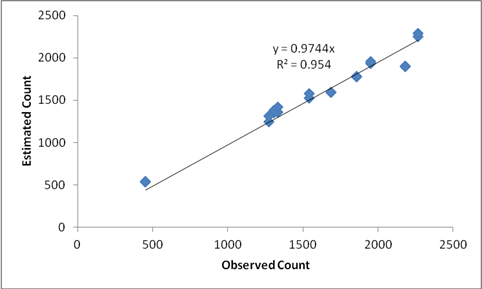 2500
2000
1500
1000
500
0
Estimated Count
y = 0.9744x
R² = 0.954
0 500 1000 1500 2000 2500
Observed Count